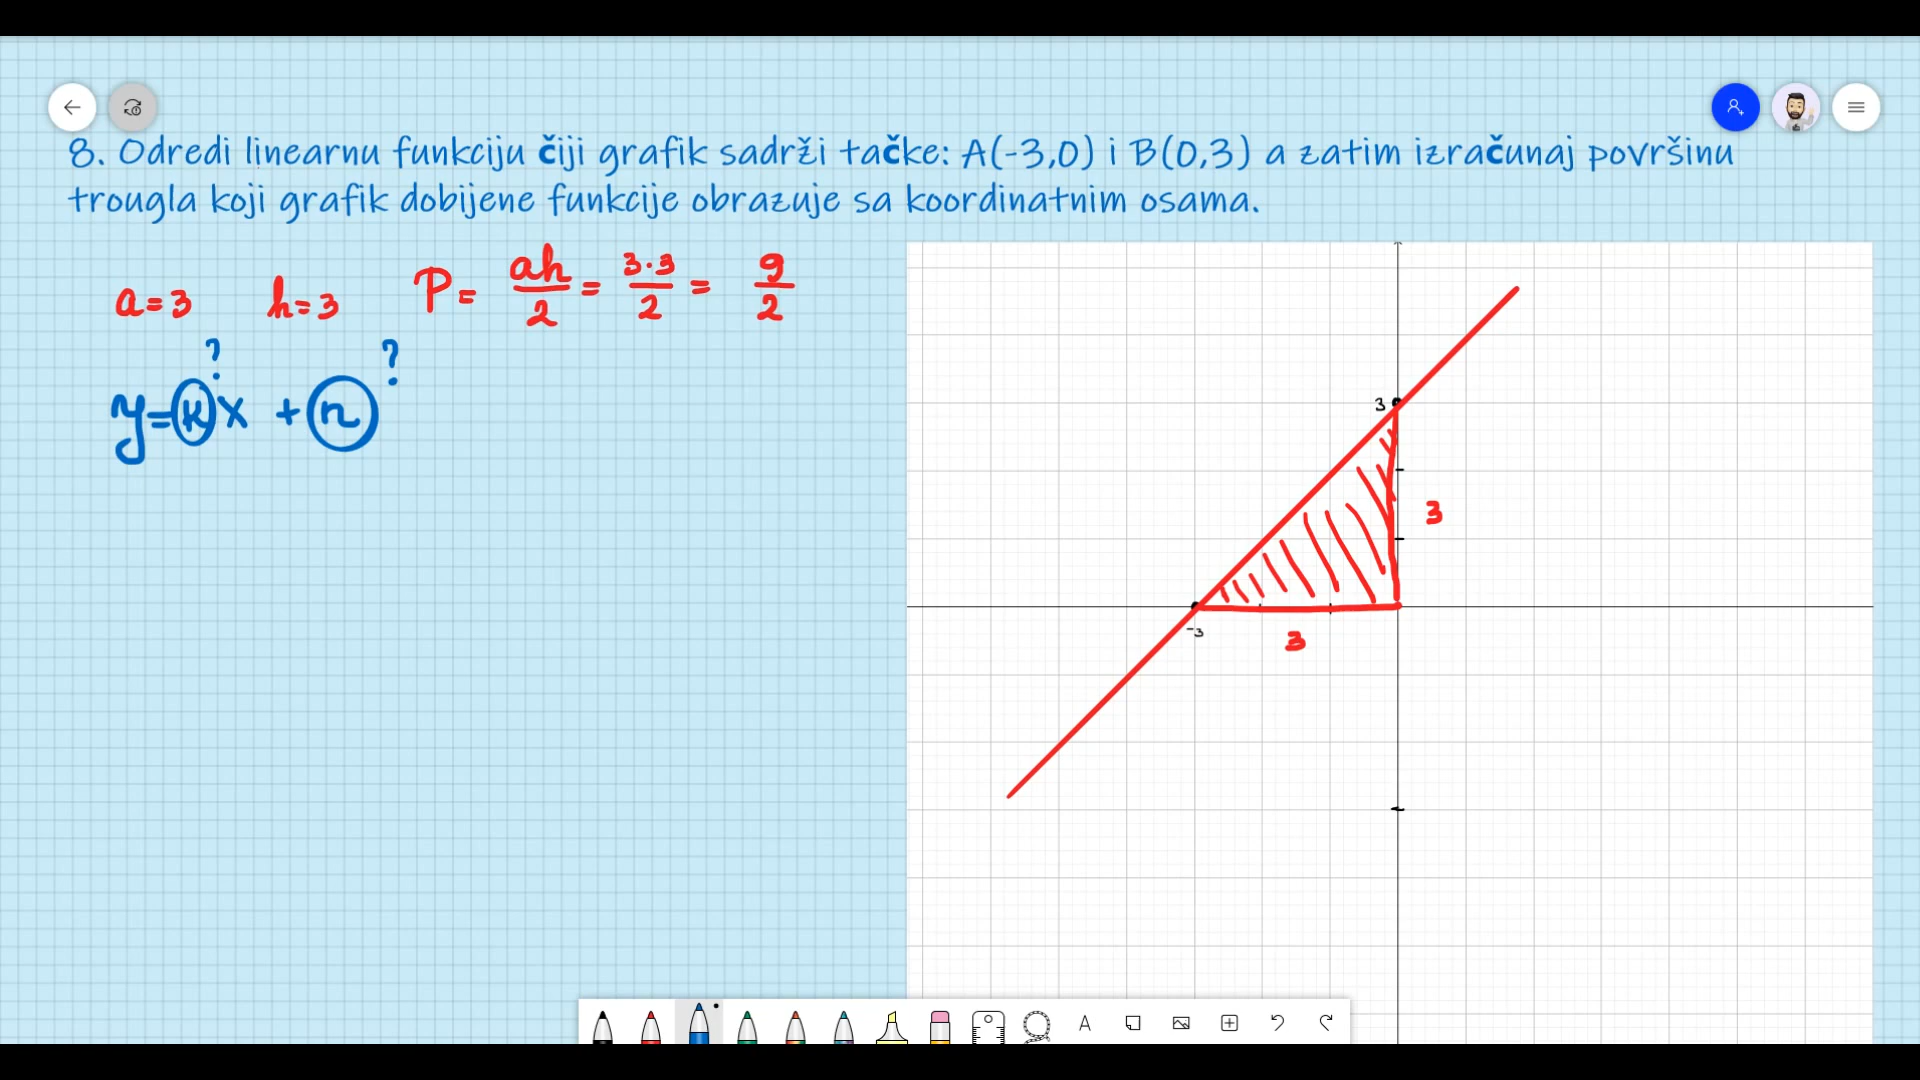 8. Odredi linearnu funkciju čiji grafik sadrži tačke: A(-3,0) i B(0,3) a zatim izračunaj površinu
trougla koji grafik dobijene funkcije obrazuje sa koordinatnim osama.
a=3 h=3 P= ah/2 = 3·3/2 = 9/2
? ?
y=kx + n
3
3
-3
3
A